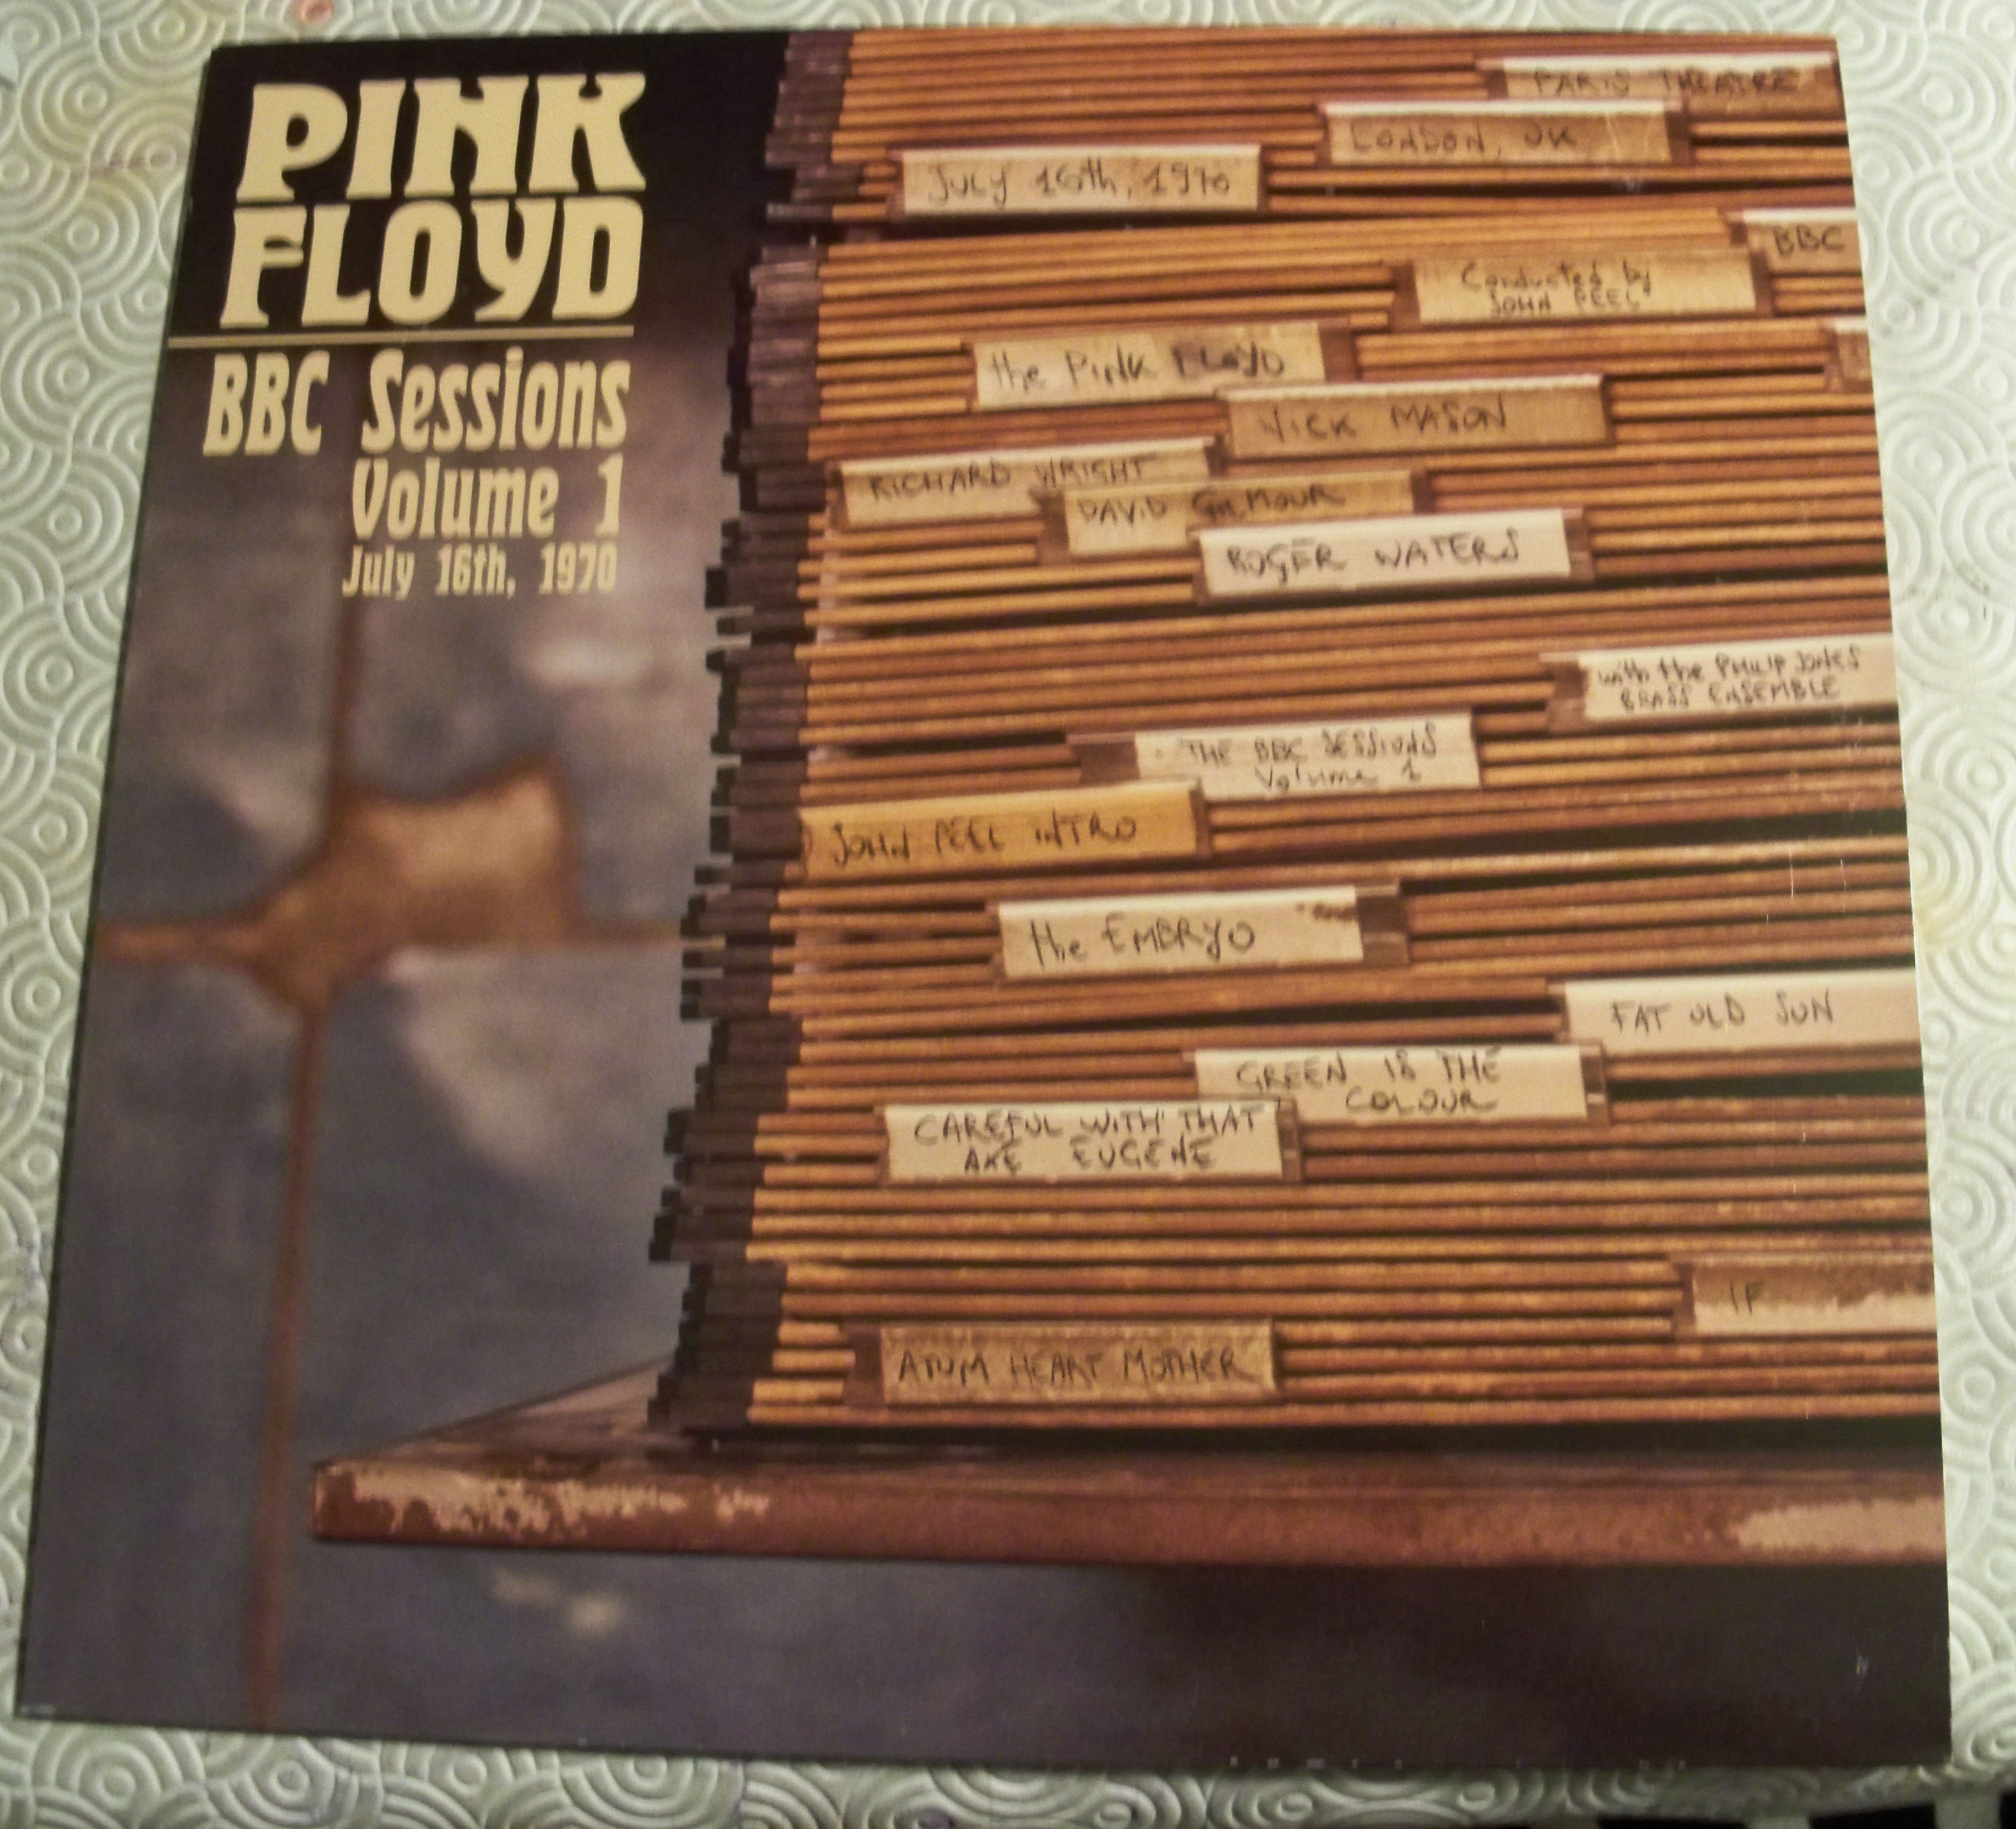 PINK
FLOYD
BBC Sessions
Volume 1
July 16th, 1970
PARIS THEATRE
LONDON, UK
July 16th, 1970
BBC
Conducted by
JOHN PEEL
the Pink FLOYD
NICK MASON
RICHARD WRIGHT
DAVID GILMOUR
ROGER WATERS
with the PHILIP JONES
BRASS ENSEMBLE
THE BBC SESSIONS
Volume 1
JOHN PEEL INTRO
the EMBRYO
FAT OLD SUN
GREEN IS THE
COLOUR
CAREFUL WITH THAT
AXE EUGENE
IF
ATUM HEART MOTHER